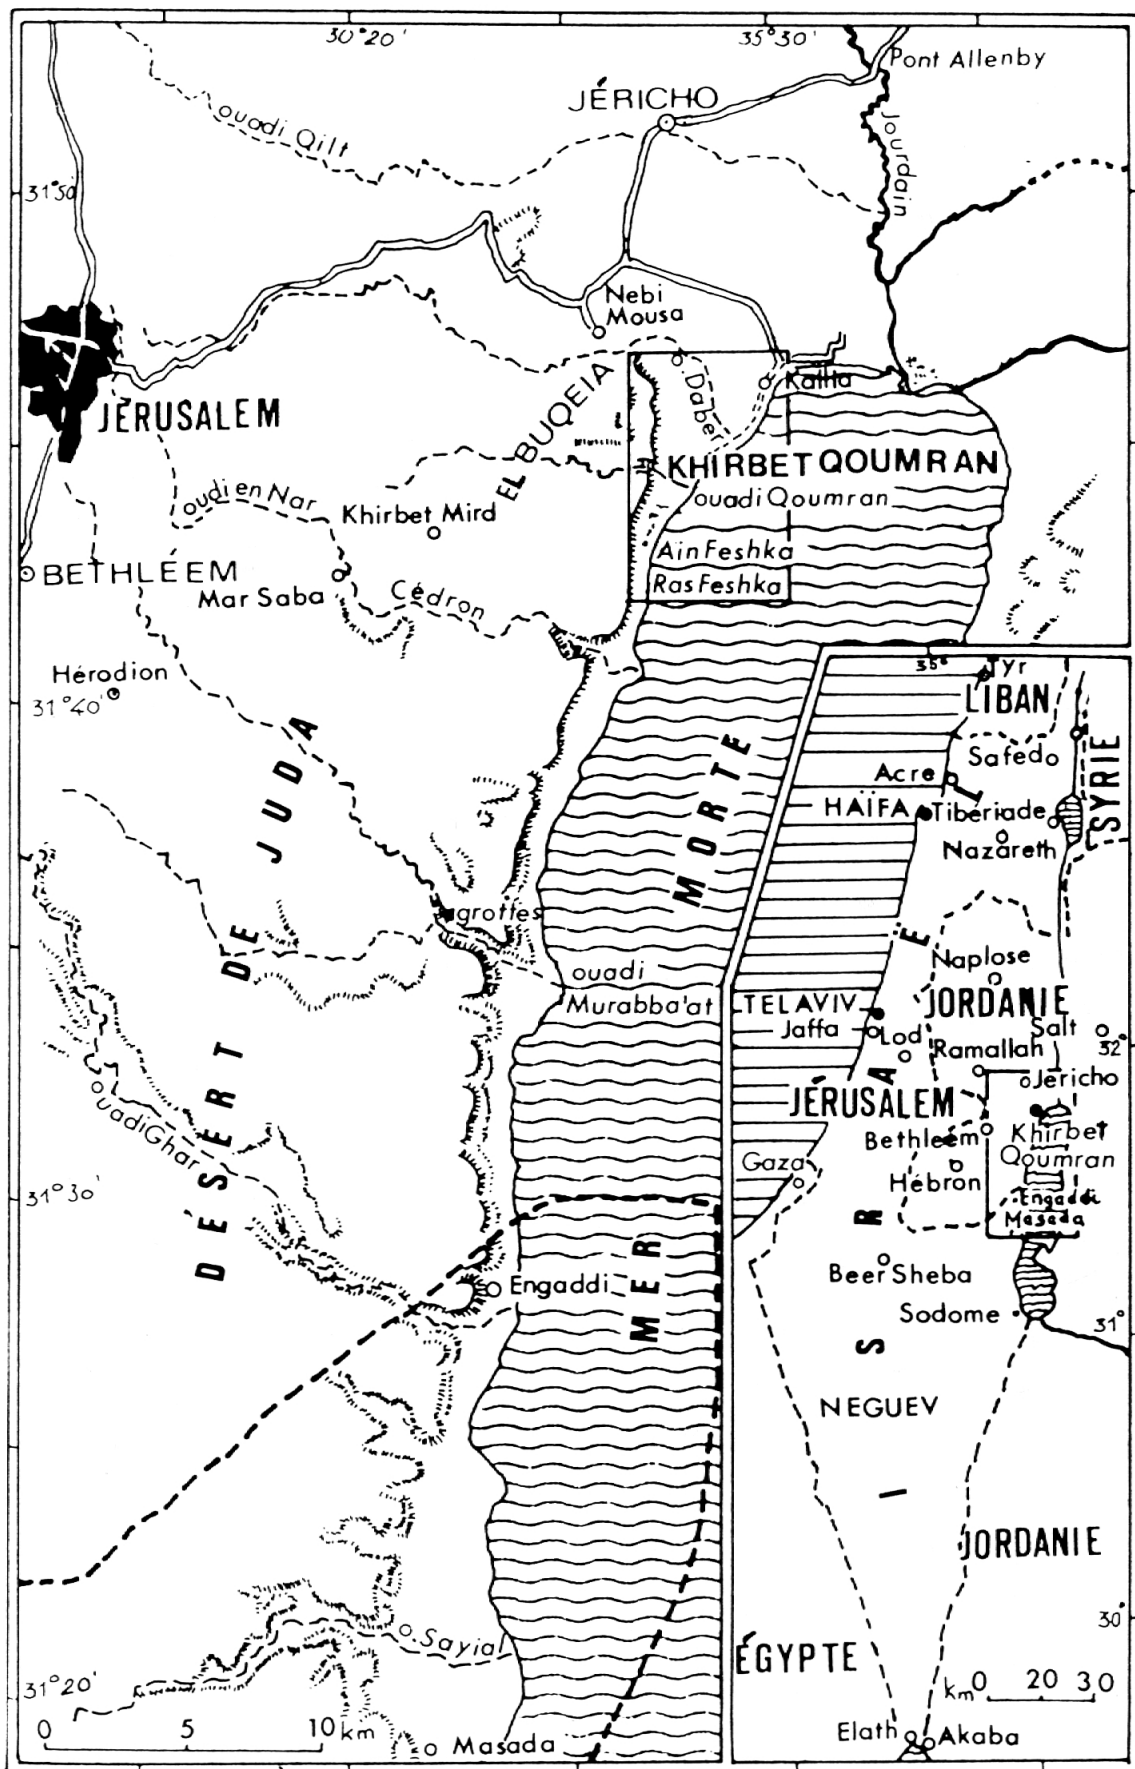 30°20'
35°30'
Pont Allenby
JÉRICHO
ouadi Qilt
Jourdain
31°50'
Nebi
Mousa
Kallia
Daber
JÉRUSALEM
EL BUQEIA
KHIRBET QOUMRAN
ouadi Qoumran
oudi en Nar
Khirbet Mird
Aïn Feshka
Ras Feshka
BETHLÉEM
Mar Saba
Cédron
Hérodion
31°40'
DÉSERT DE JUDA
MER MORTE
grottes
ouadi
Murabba'at
ouadi Ghar
31°30'
Engaddi
O. Sayial
31°20'
0 5 10 km
Masada
35°
Tyr
LIBAN
SYRIE
Safed
Acre
HAÏFA
Tibériade
Nazareth
ISRAËL
Naplose
JORDANIE
TEL AVIV
Jaffa
Lod
Salt
32°
Ramallah
Jéricho
JÉRUSALEM
Bethléem
Khirbet
Qoumran
Gaza
Hébron
Engaddi
Masada
Beer Sheba
Sodome
31°
NEGUEV
JORDANIE
30°
ÉGYPTE
km 0 20 30
Elath
Akaba